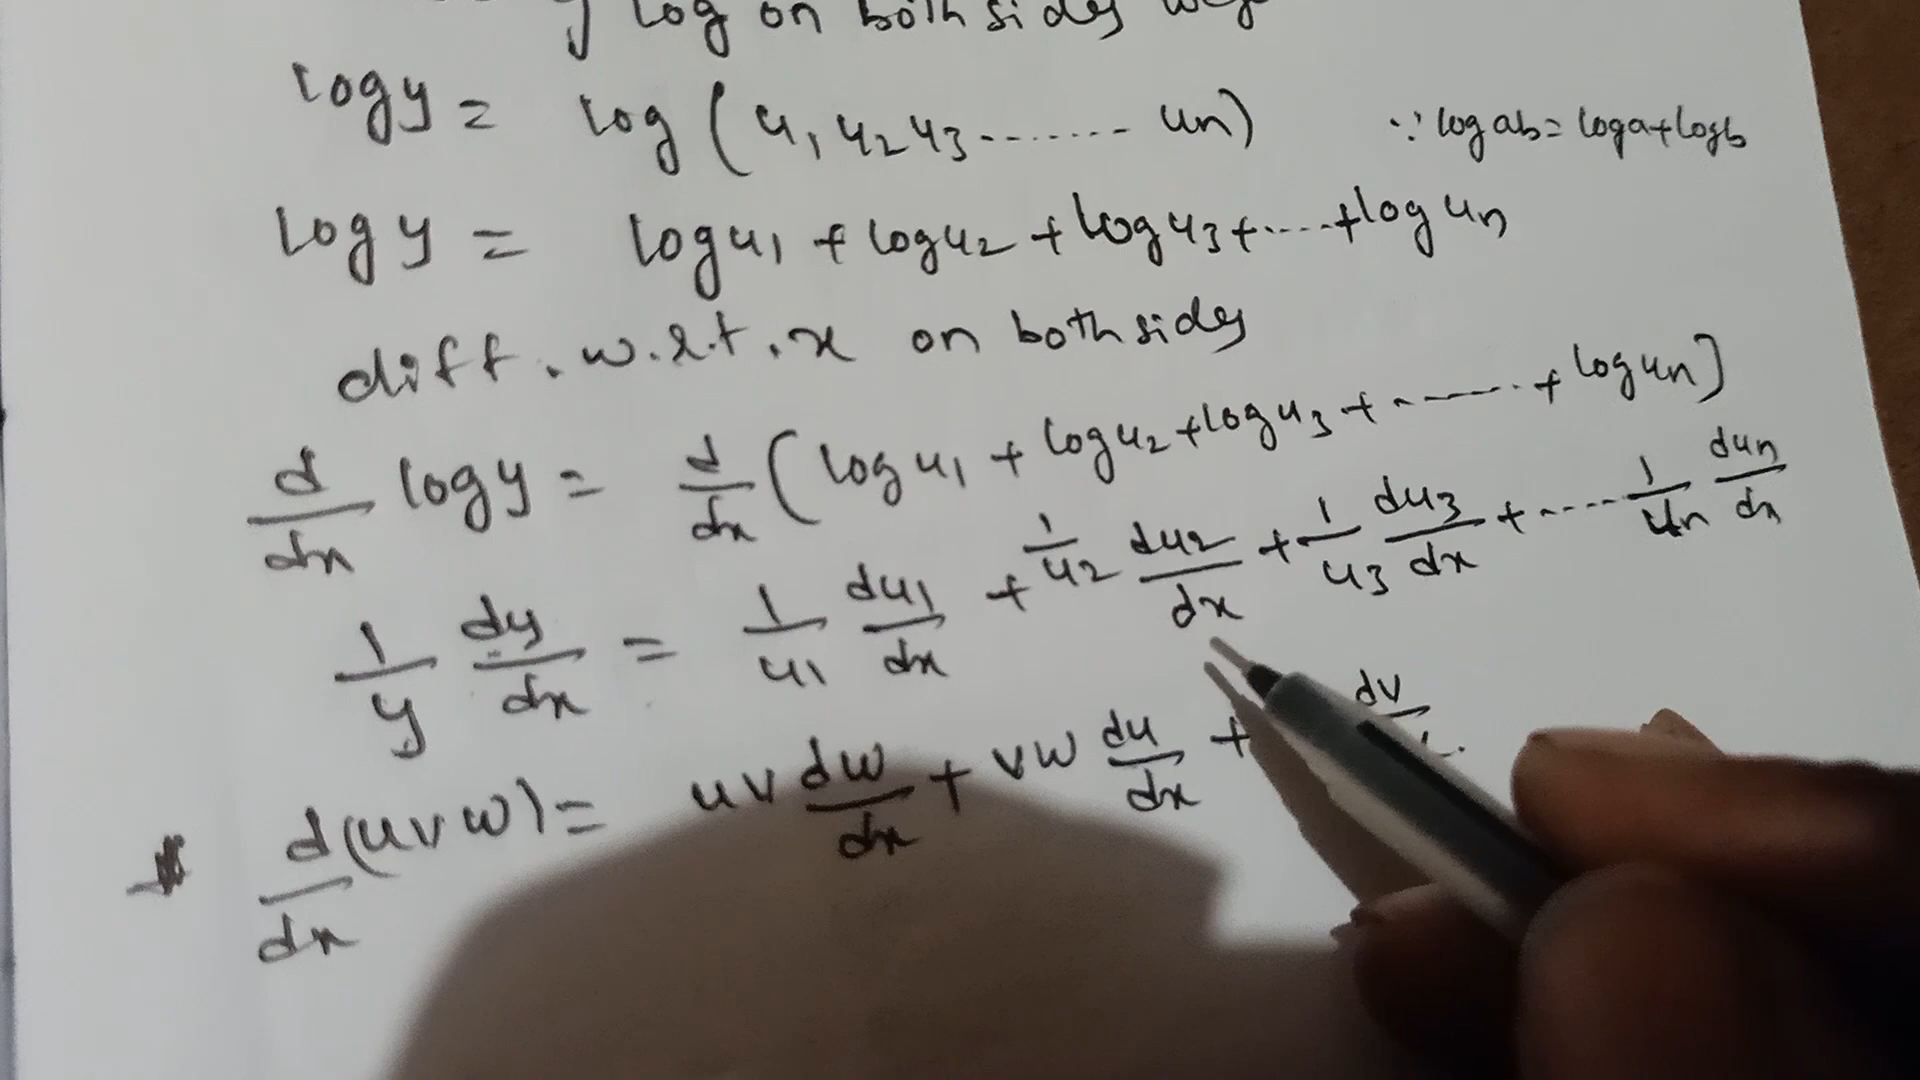 log on both sides
log y = log (u1 u2 u3 ........ un) ∵ log ab = log a + log b
log y = log u1 + log u2 + log u3 + ..... + log un
diff. w.r.t. x on both sides
d/dx log y = d/dx (log u1 + log u2 + log u3 + ------- + log un]
1/y dy/dx = 1/u1 du1/dx + 1/u2 du2/dx + 1/u3 du3/dx + ..... 1/un dun/dx
* d/dx (uvw) = uv dw/dx + vw du/dx + dv